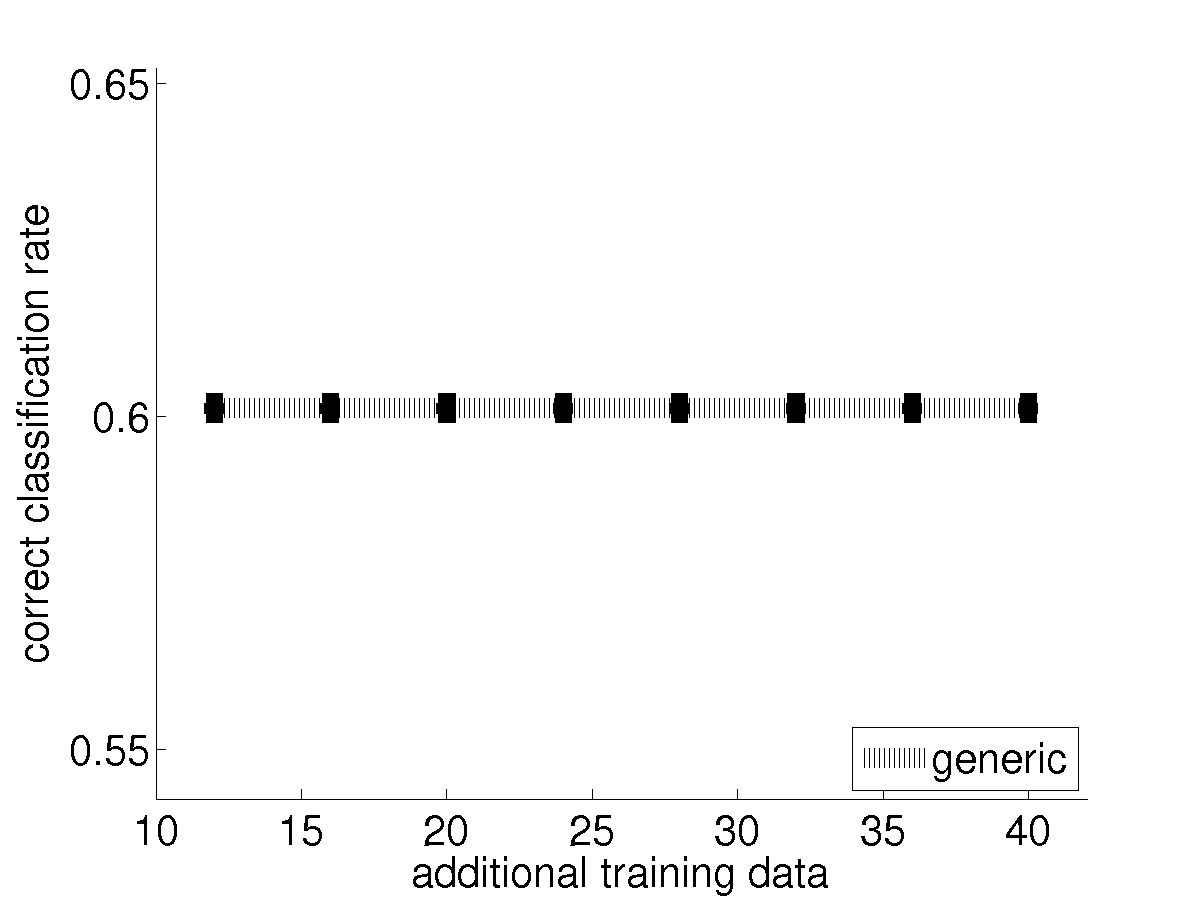 0.65
0.6
0.55
correct classification rate
generic
10 15 20 25 30 35 40
additional training data